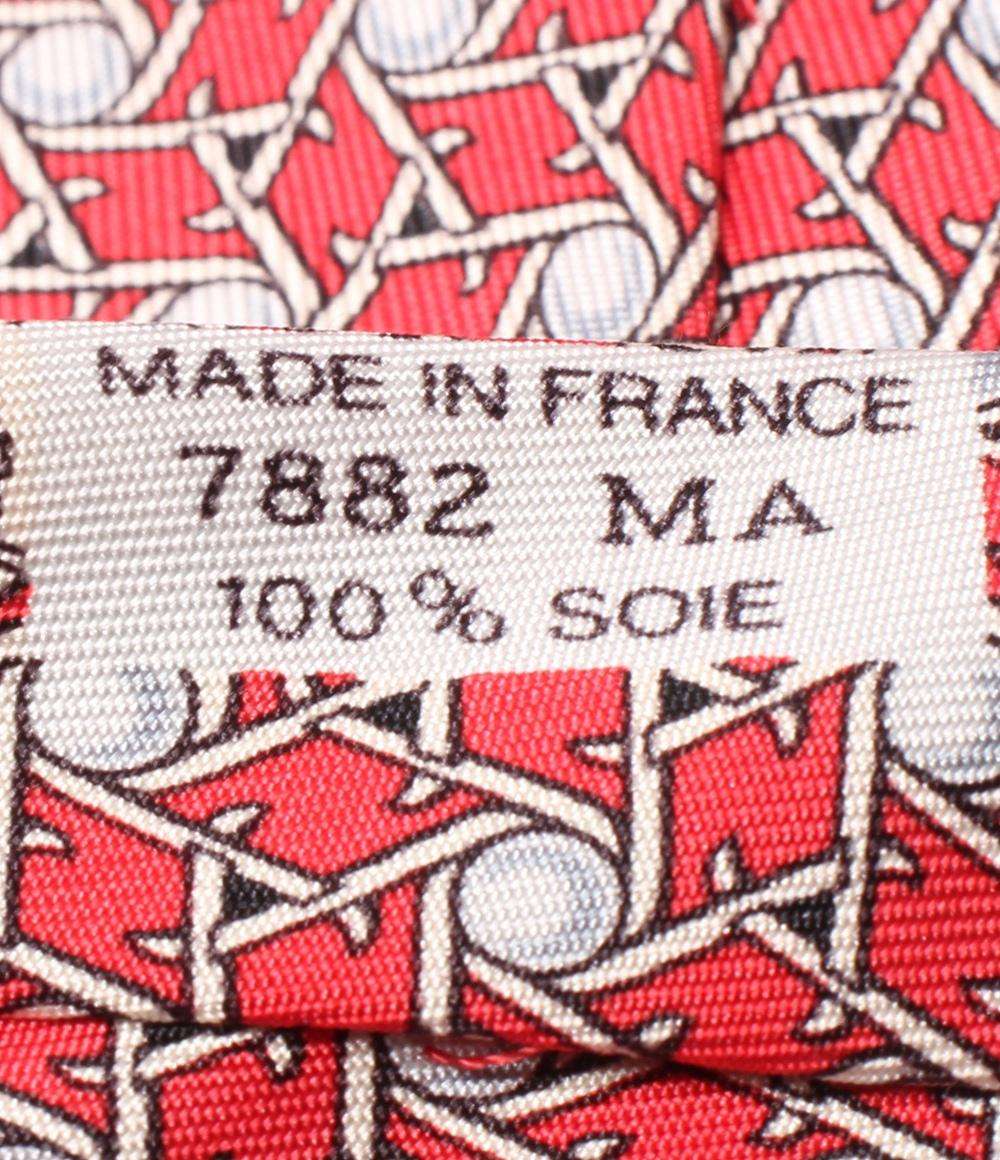 MADE IN FRANCE
7882 MA
100% SOIE